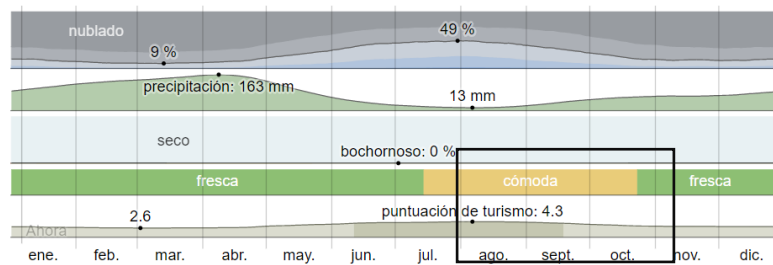 nublado
49 %
9 %
precipitación: 163 mm
13 mm
seco
bochornoso: 0 %
fresca cómoda fresca
2.6
puntuación de turismo: 4.3
Ahora
ene. feb. mar. abr. may. jun. jul. ago. sept. oct. nov. dic.